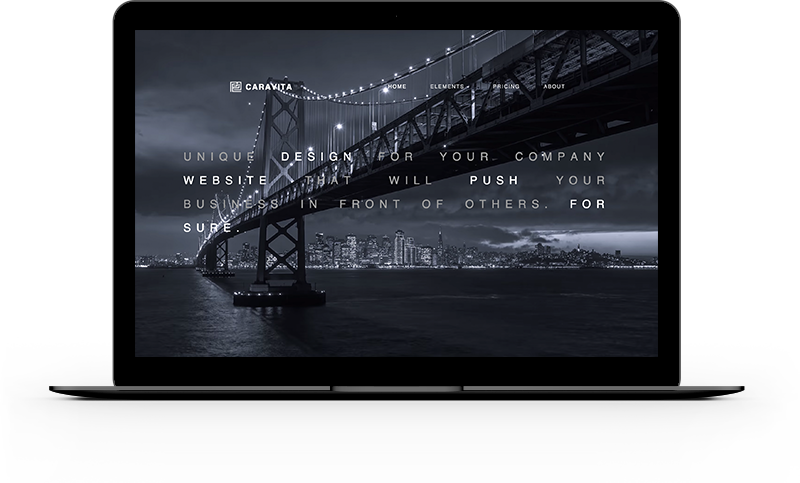 CARAVITA
HOME ELEMENTS PRICING ABOUT
UNIQUE DESIGN FOR YOUR COMPANY
WEBSITE THAT WILL PUSH YOUR
BUSINESS IN FRONT OF OTHERS. FOR
SURE.